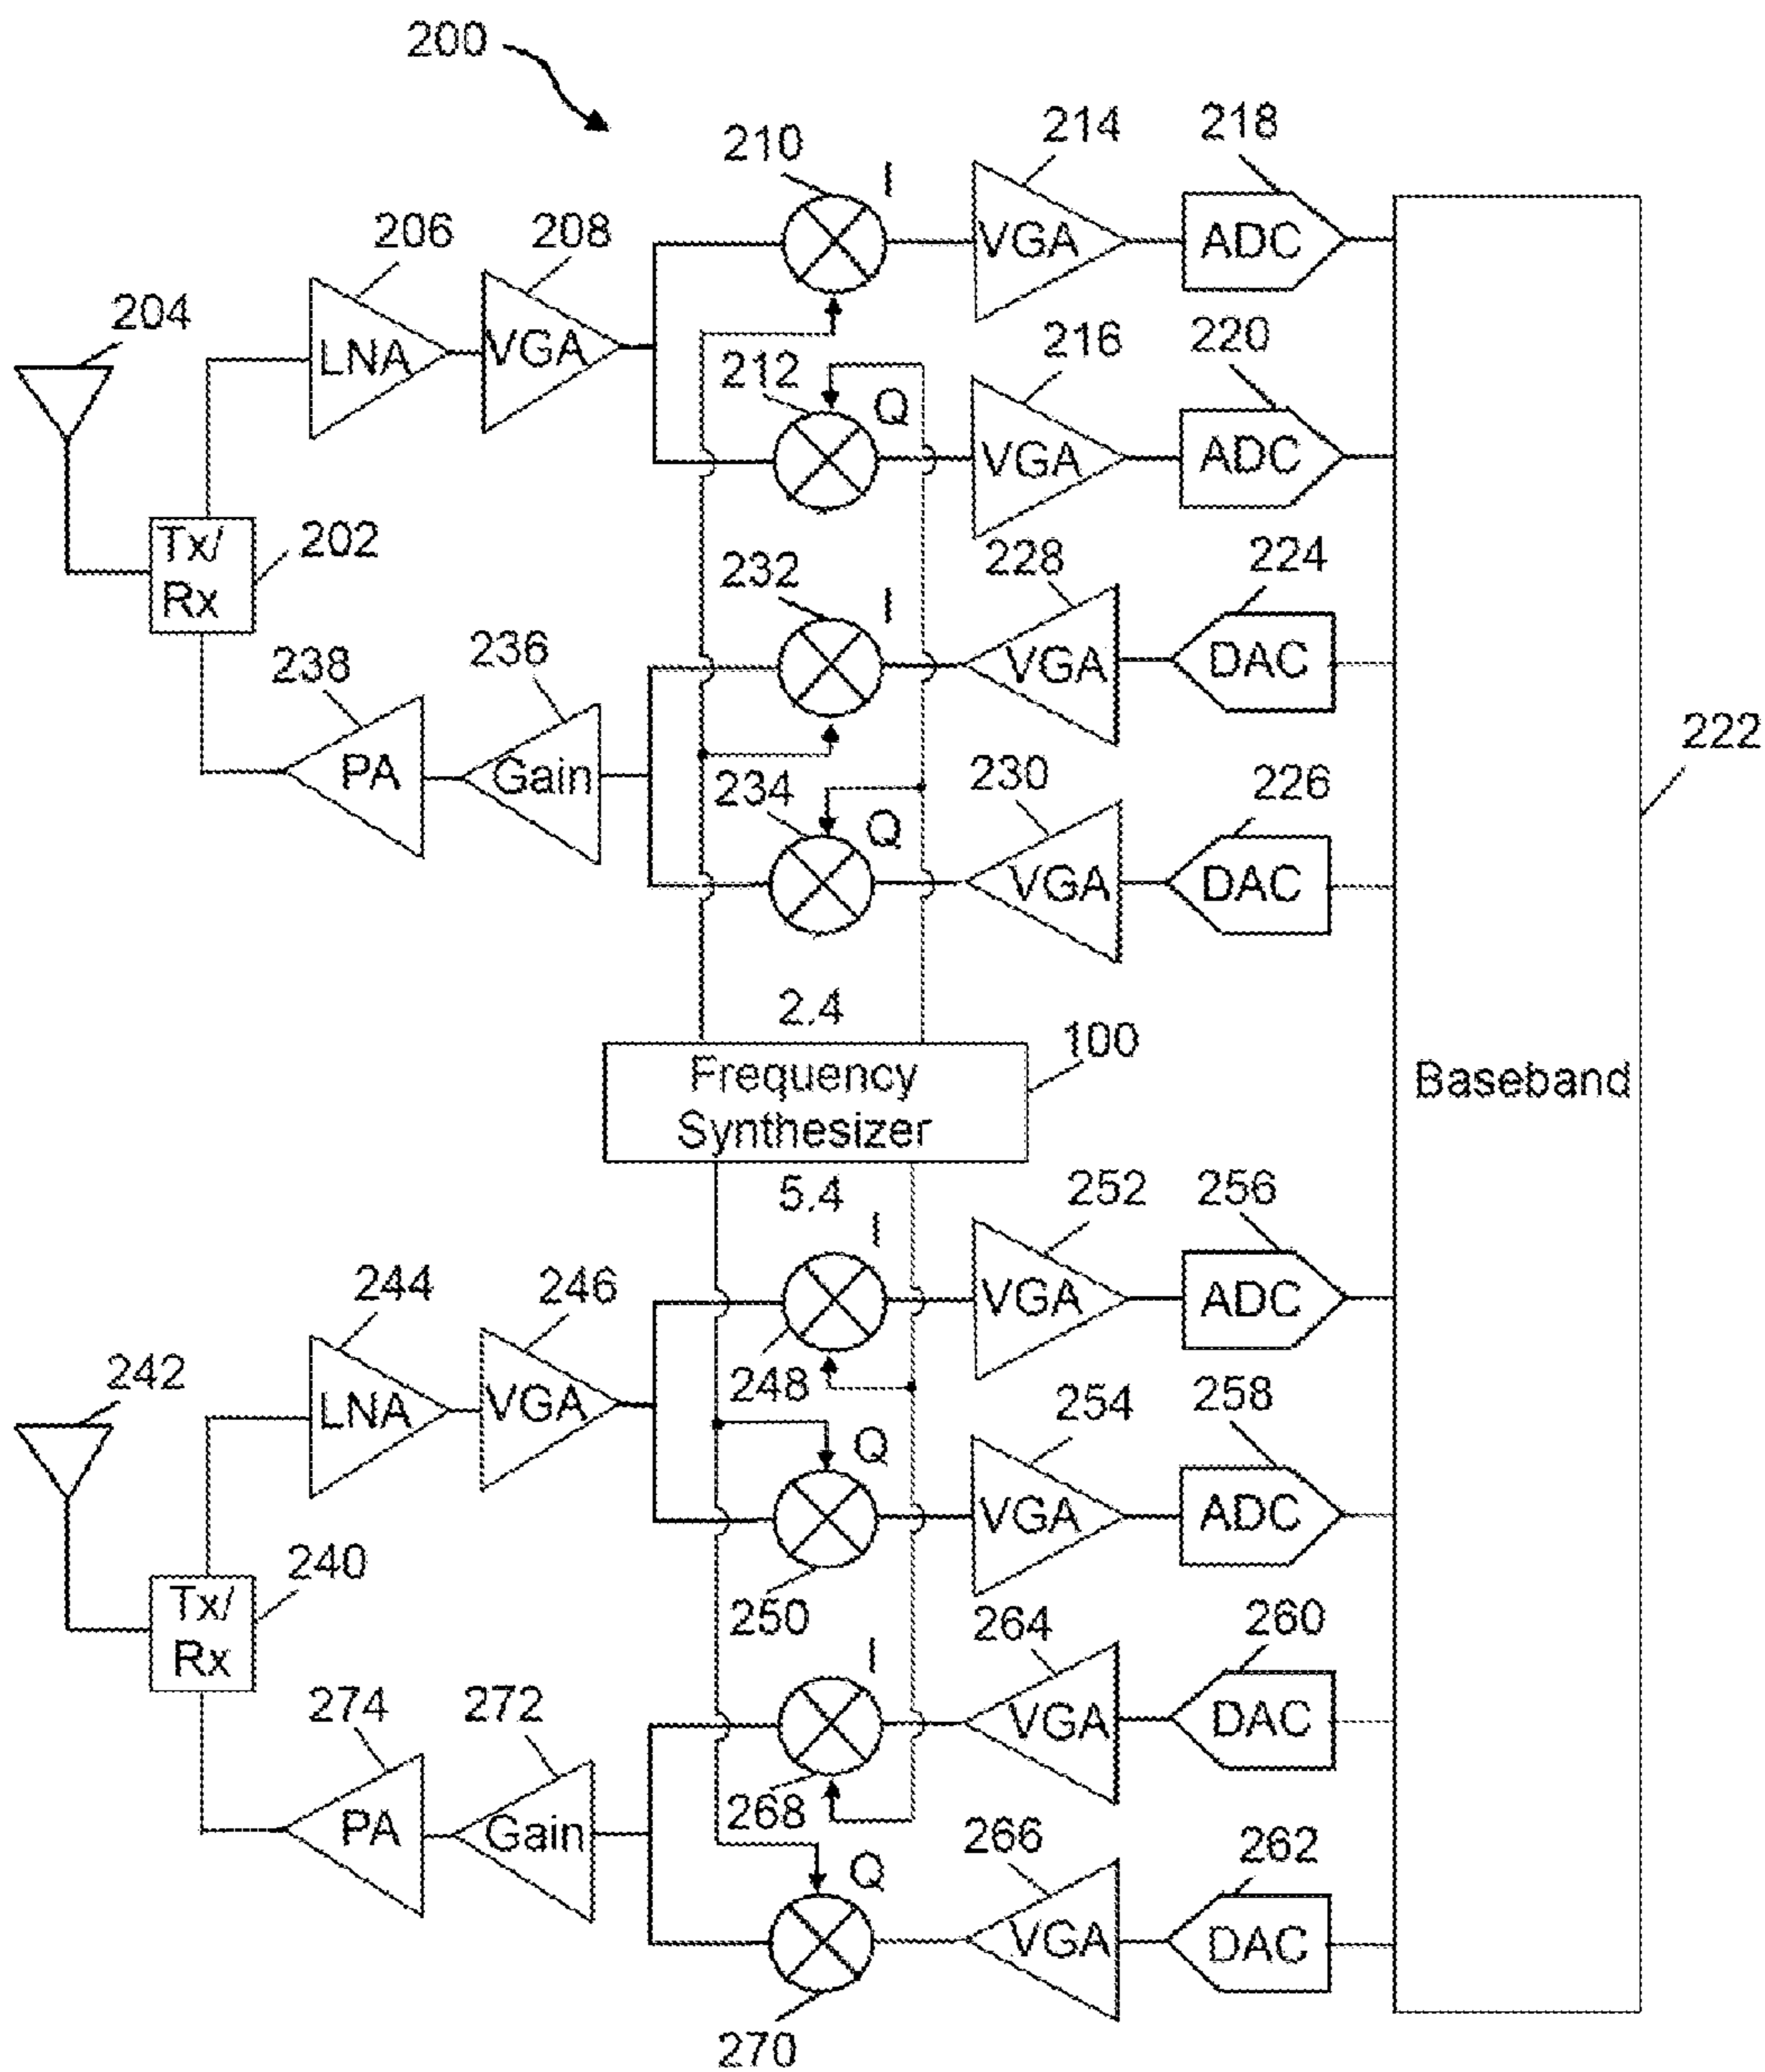 200
210
I
214
218
206
208
204
LNA
VGA
VGA
ADC
212
Q
216
220
VGA
ADC
Tx/
Rx
202
232
I
228
224
238
236
VGA
DAC
PA
Gain
234
Q
230
226
222
VGA
DAC
2.4
Frequency
Synthesizer
100
Baseband
5.4
I
252
256
244
246
VGA
ADC
242
248
LNA
VGA
254
258
Q
VGA
ADC
Tx/
Rx
240
250
I
264
260
274
272
VGA
DAC
268
PA
Gain
Q
266
262
VGA
DAC
270